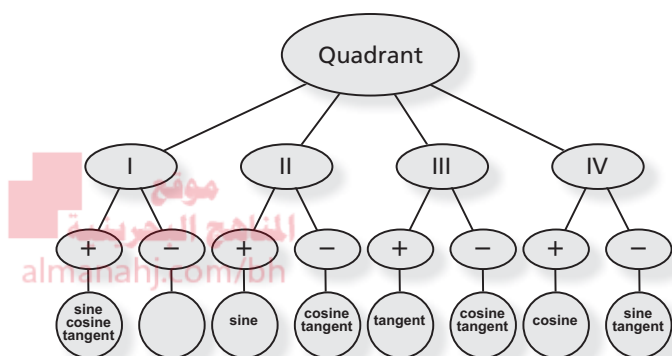 Quadrant
I II III IV
موقع
المناهج البحرينية
+ − + − + − + −
almanahj.com/bh
sine
cosine
tangent
sine
cosine
tangent
tangent
cosine
tangent
cosine
sine
tangent